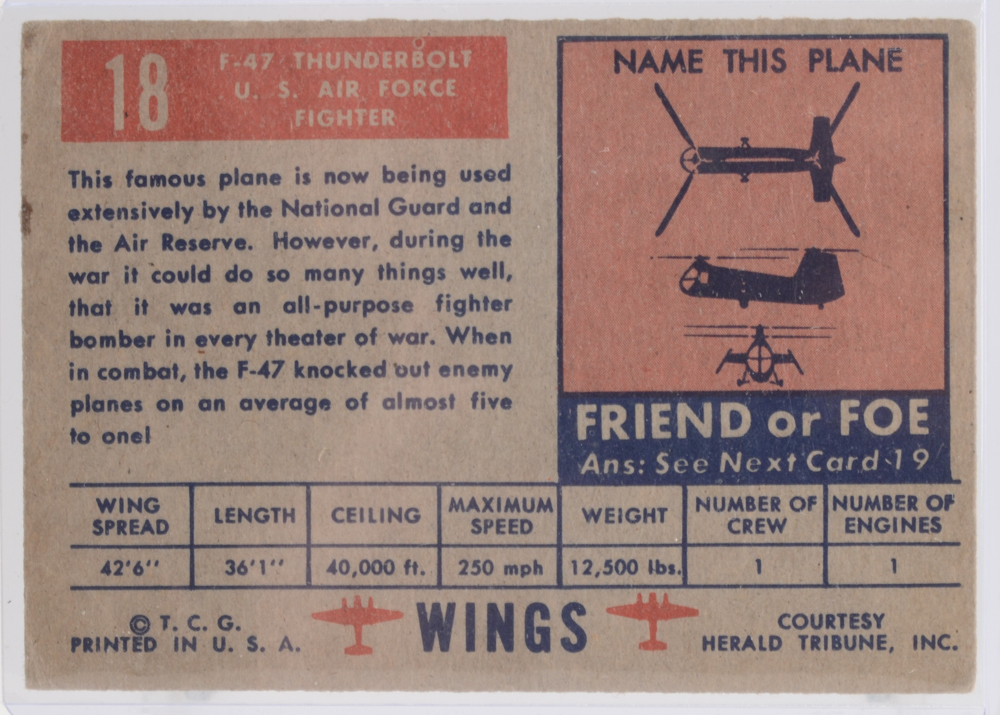 18
F-47 THUNDERBOLT
U. S. AIR FORCE
FIGHTER
This famous plane is now being used
extensively by the National Guard and
the Air Reserve. However, during the
war it could do so many things well,
that it was an all-purpose fighter
bomber in every theater of war. When
in combat, the F-47 knocked out enemy
planes on an average of almost five
to one!
NAME THIS PLANE
FRIEND or FOE
Ans: See Next Card-19
WING SPREAD
LENGTH
CEILING
MAXIMUM SPEED
WEIGHT
NUMBER OF CREW
NUMBER OF ENGINES
42'6"
36'1"
40,000 ft.
250 mph
12,500 lbs.
1
1
© T. C. G.
PRINTED IN U. S. A.
WINGS
COURTESY
HERALD TRIBUNE, INC.